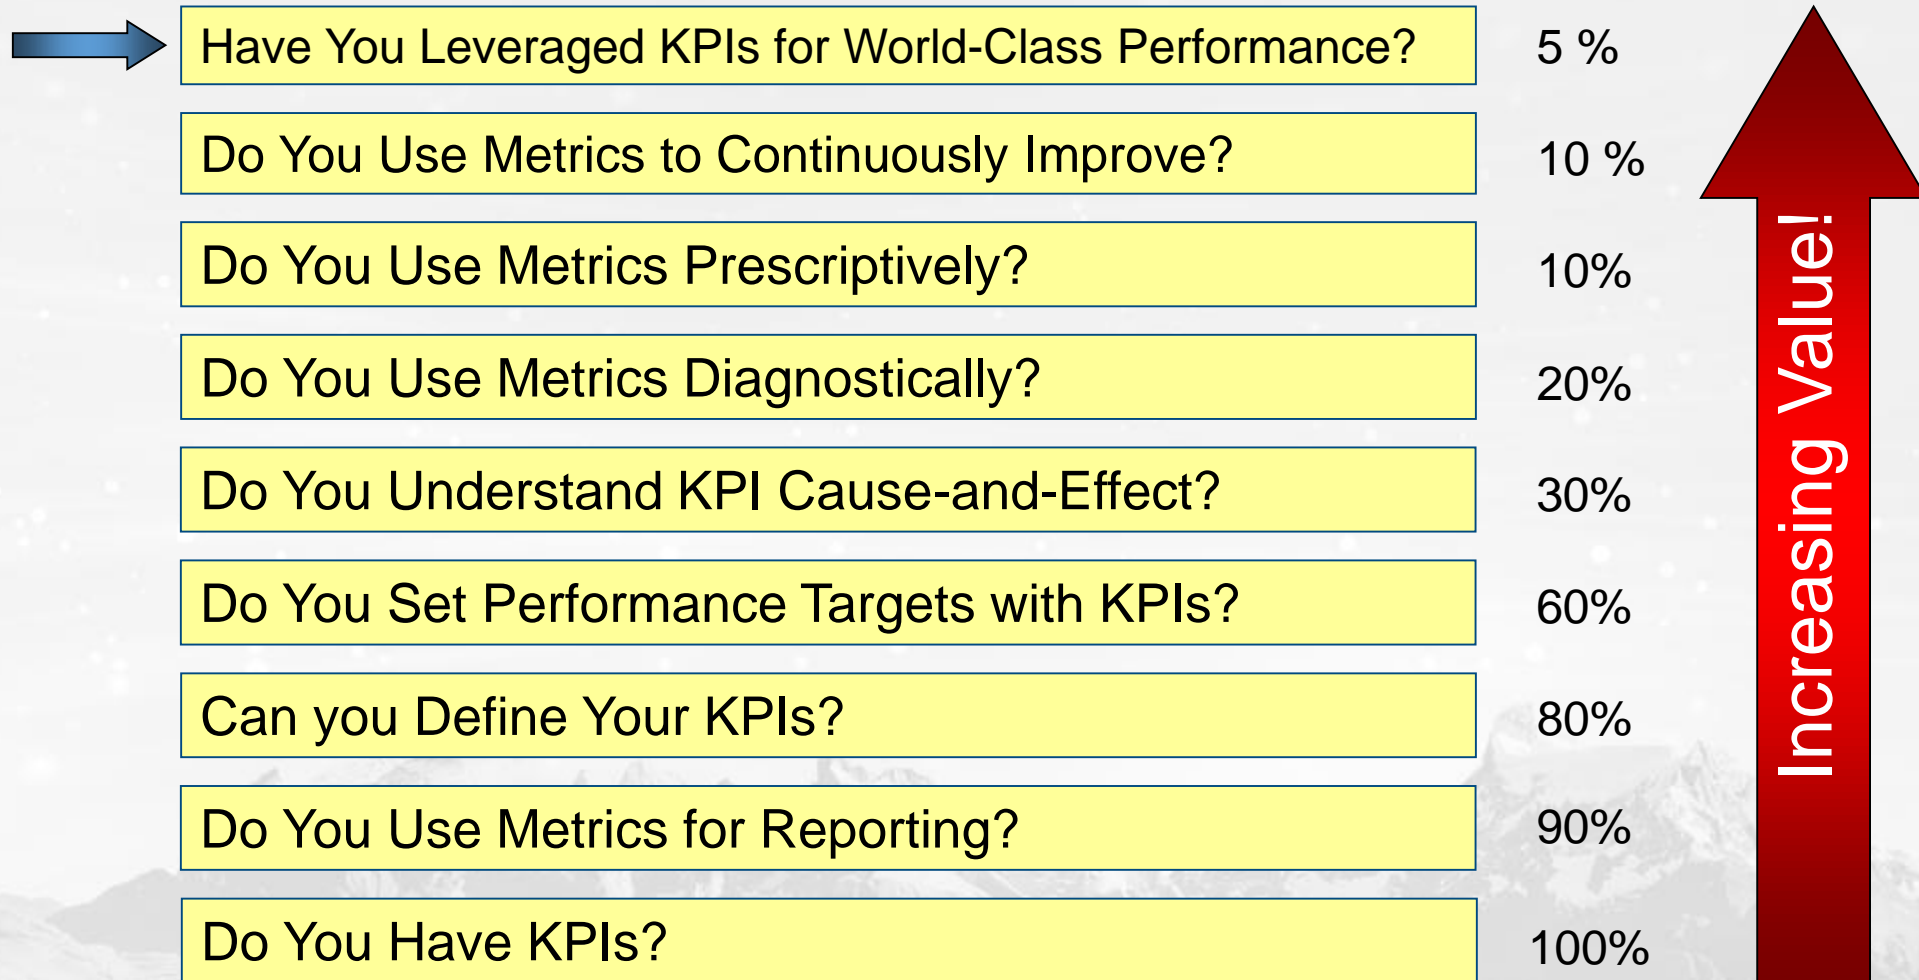 Have You Leveraged KPIs for World-Class Performance? 5 %
Do You Use Metrics to Continuously Improve? 10 %
Do You Use Metrics Prescriptively? 10%
Do You Use Metrics Diagnostically? 20%
Do You Understand KPI Cause-and-Effect? 30%
Do You Set Performance Targets with KPIs? 60%
Can you Define Your KPIs? 80%
Do You Use Metrics for Reporting? 90%
Do You Have KPIs? 100%
Increasing Value!